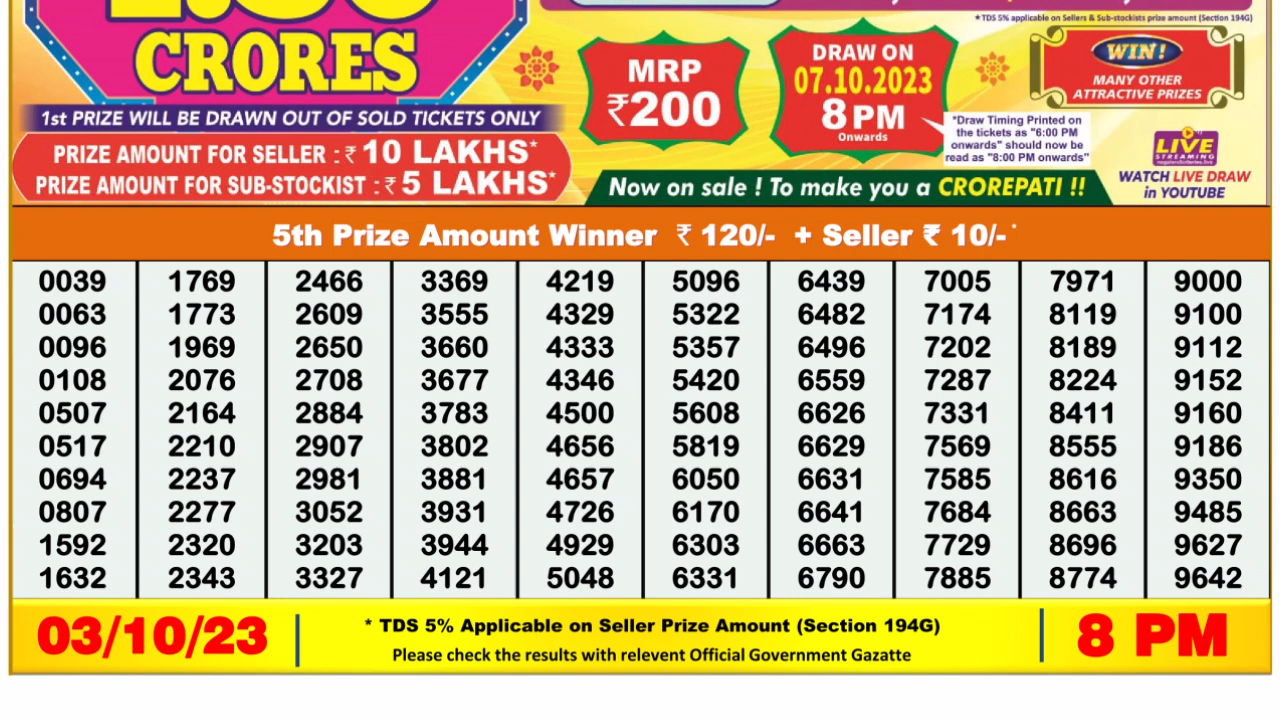 CRORES
1st PRIZE WILL BE DRAWN OUT OF SOLD TICKETS ONLY
PRIZE AMOUNT FOR SELLER : ₹ 10 LAKHS*
PRIZE AMOUNT FOR SUB-STOCKIST : ₹ 5 LAKHS*
*TDS 5% applicable on Sellers & Sub-stockists prize amount (Section 194G)
MRP
₹200
DRAW ON
07.10.2023
8 PM
Onwards
WIN!
MANY OTHER
ATTRACTIVE PRIZES
"Draw Timing Printed on
the tickets as "6:00 PM
onwards" should now be
read as "8:00 PM onwards"
LIVE
STREAMING
WATCH LIVE DRAW
in YOUTUBE
Now on sale ! To make you a CROREPATI !!
5th Prize Amount Winner ₹ 120/- + Seller ₹ 10/- *
0039 1769 2466 3369 4219 5096 6439 7005 7971 9000
0063 1773 2609 3555 4329 5322 6482 7174 8119 9100
0096 1969 2650 3660 4333 5357 6496 7202 8189 9112
0108 2076 2708 3677 4346 5420 6559 7287 8224 9152
0507 2164 2884 3783 4500 5608 6626 7331 8411 9160
0517 2210 2907 3802 4656 5819 6629 7569 8555 9186
0694 2237 2981 3881 4657 6050 6631 7585 8616 9350
0807 2277 3052 3931 4726 6170 6641 7684 8663 9485
1592 2320 3203 3944 4929 6303 6663 7729 8696 9627
1632 2343 3327 4121 5048 6331 6790 7885 8774 9642
03/10/23
* TDS 5% Applicable on Seller Prize Amount (Section 194G)
Please check the results with relevent Official Government Gazatte
8 PM